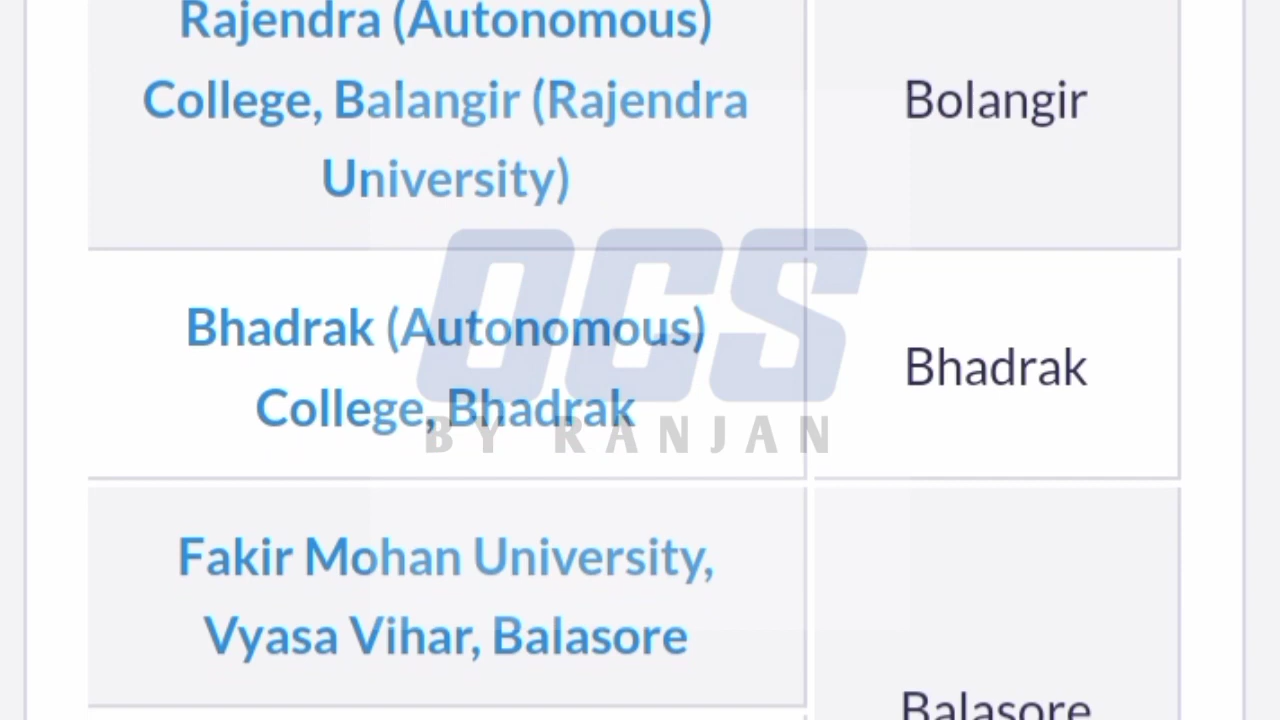 Rajendra (Autonomous)
College, Balangir (Rajendra
University)
Bolangir
OCS
BY RANJAN
Bhadrak (Autonomous)
College, Bhadrak
Bhadrak
Fakir Mohan University,
Vyasa Vihar, Balasore
Balasore